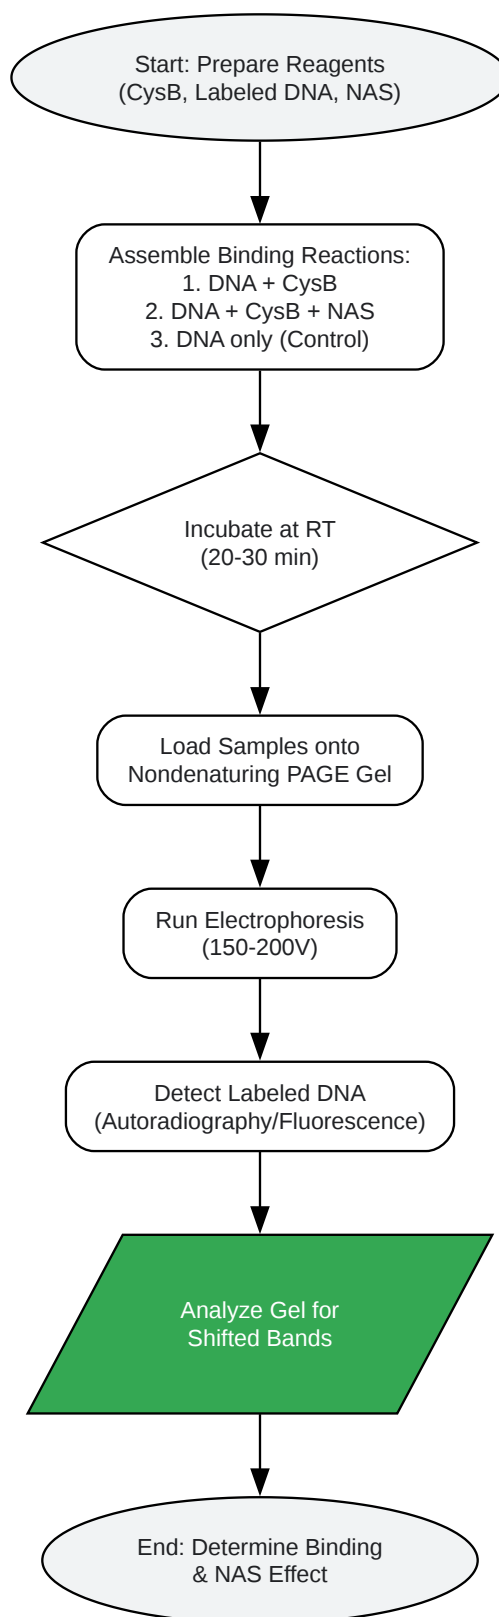 Start: Prepare Reagents
(CysB, Labeled DNA, NAS)
Assemble Binding Reactions:
1. DNA + CysB
2. DNA + CysB + NAS
3. DNA only (Control)
Incubate at RT
(20-30 min)
Load Samples onto
Nondenaturing PAGE Gel
Run Electrophoresis
(150-200V)
Detect Labeled DNA
(Autoradiography/Fluorescence)
Analyze Gel for
Shifted Bands
End: Determine Binding
& NAS Effect